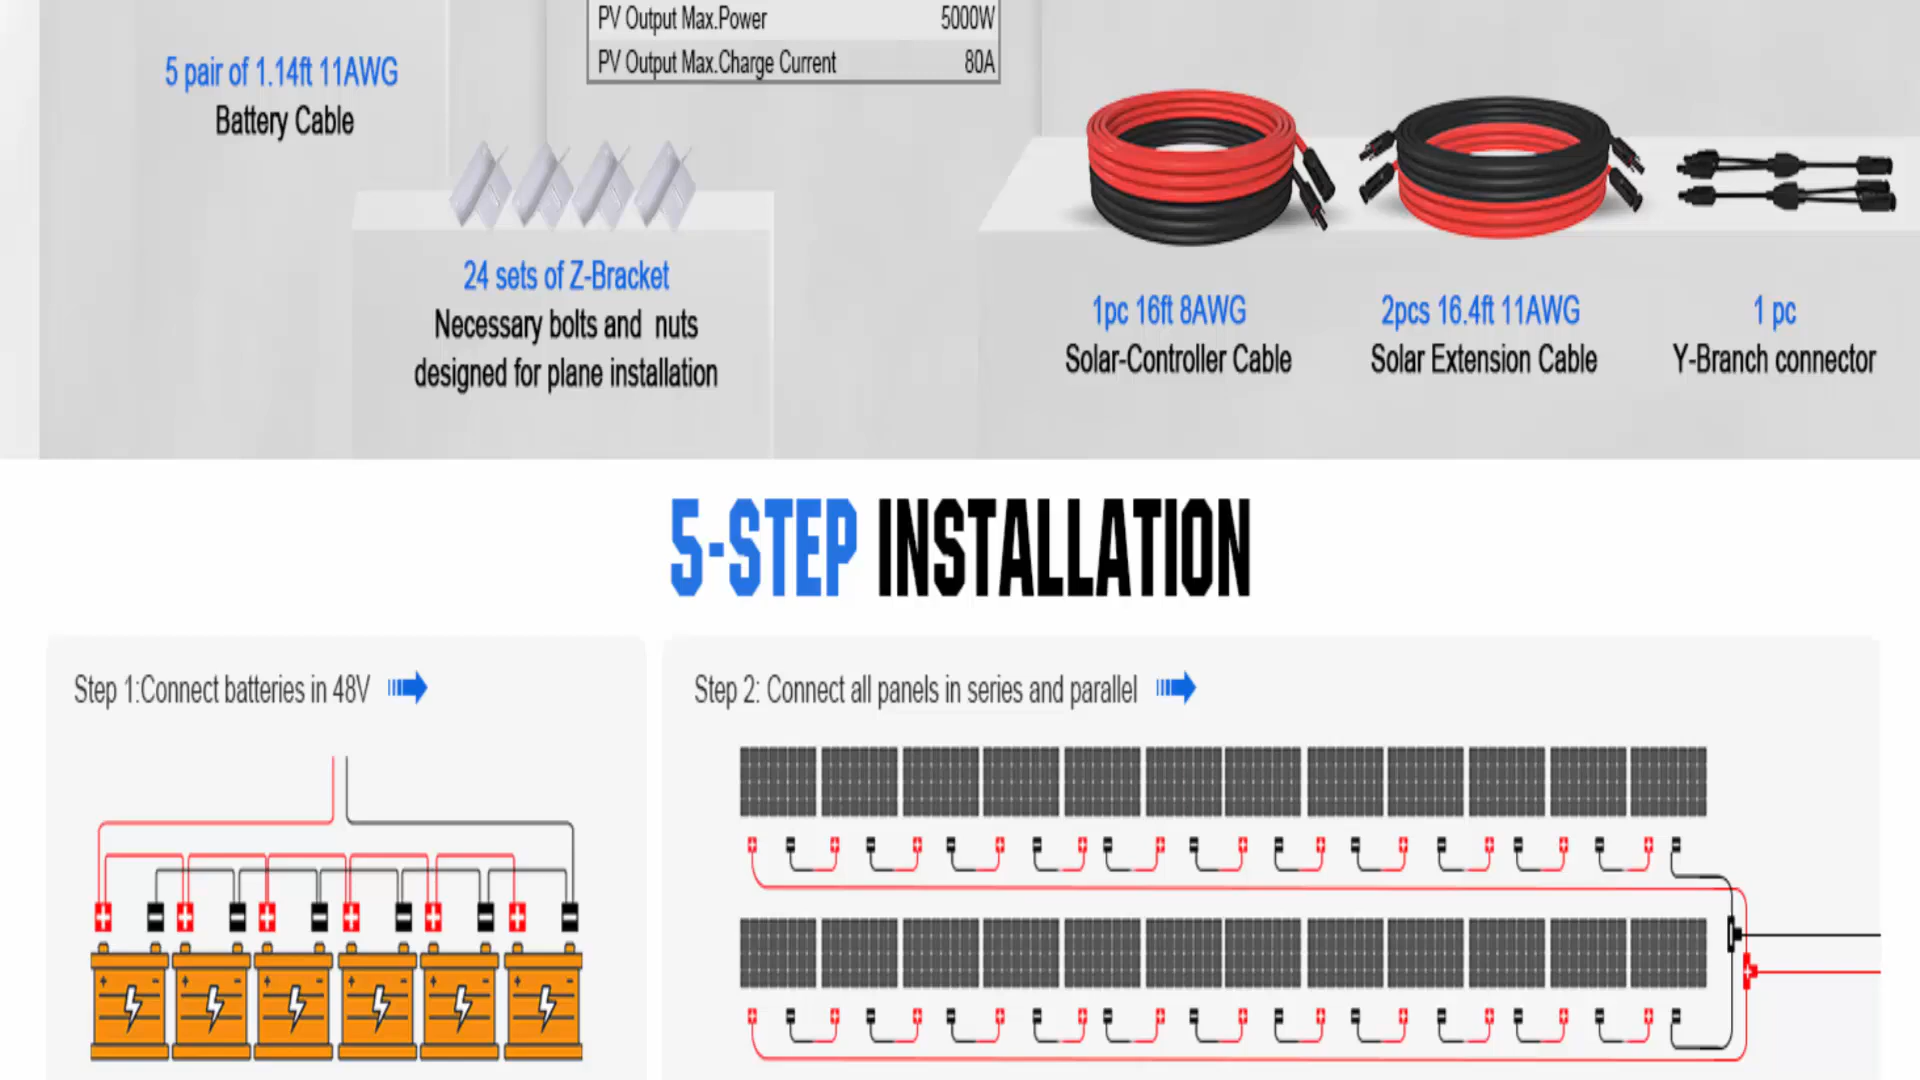 PV Output Max.Power 5000W
PV Output Max.Charge Current 80A
5 pair of 1.14ft 11AWG
Battery Cable
24 sets of Z-Bracket
Necessary bolts and nuts
designed for plane installation
1pc 16ft 8AWG
Solar-Controller Cable
2pcs 16.4ft 11AWG
Solar Extension Cable
1 pc
Y-Branch connector
5-STEP INSTALLATION
Step 1:Connect batteries in 48V
Step 2: Connect all panels in series and parallel